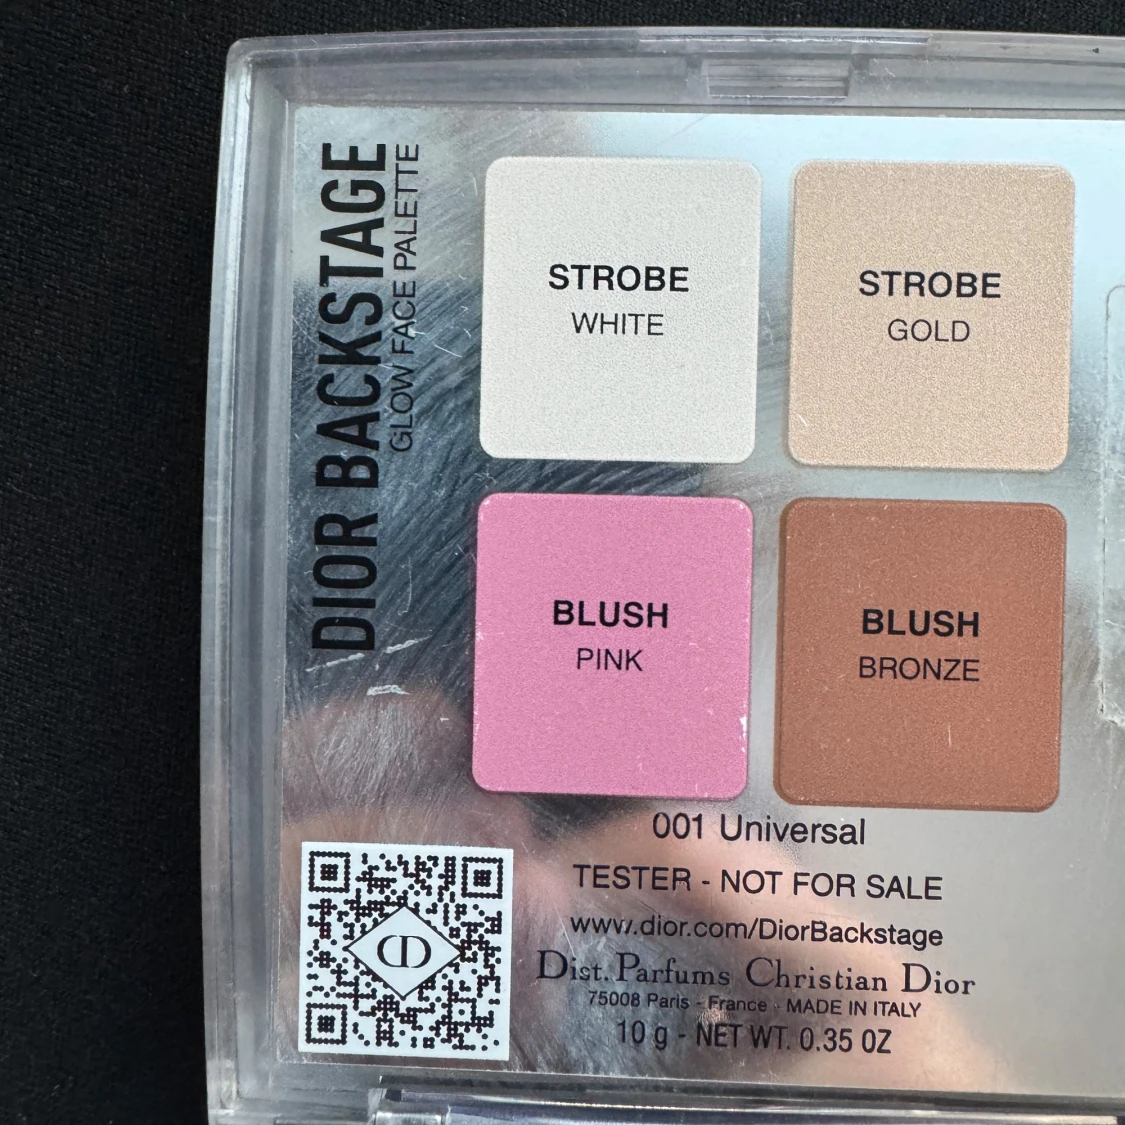 DIOR BACKSTAGE
GLOW FACE PALETTE
STROBE
WHITE
STROBE
GOLD
BLUSH
PINK
BLUSH
BRONZE
001 Universal
TESTER - NOT FOR SALE
www.dior.com/DiorBackstage
Dist. Parfums Christian Dior
75008 Paris - France - MADE IN ITALY
10 g - NET WT. 0.35 OZ
CD